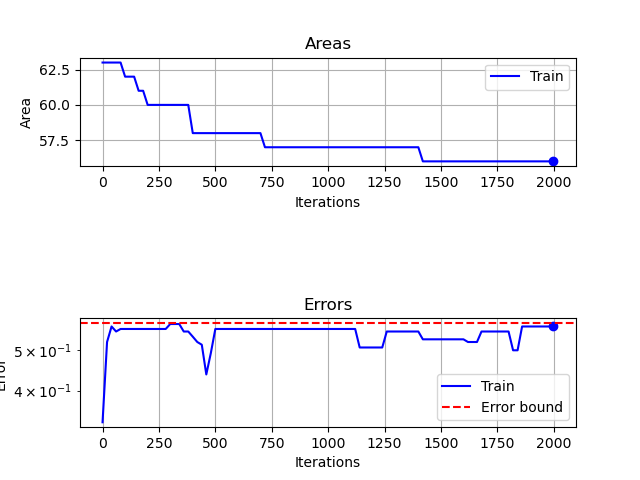 Areas
62.5
60.0
57.5
Area
Train
0 250 500 750 1000 1250 1500 1750 2000
Iterations
Errors
5 × 10⁻¹
4 × 10⁻¹
Error
Train
Error bound
0 250 500 750 1000 1250 1500 1750 2000
Iterations